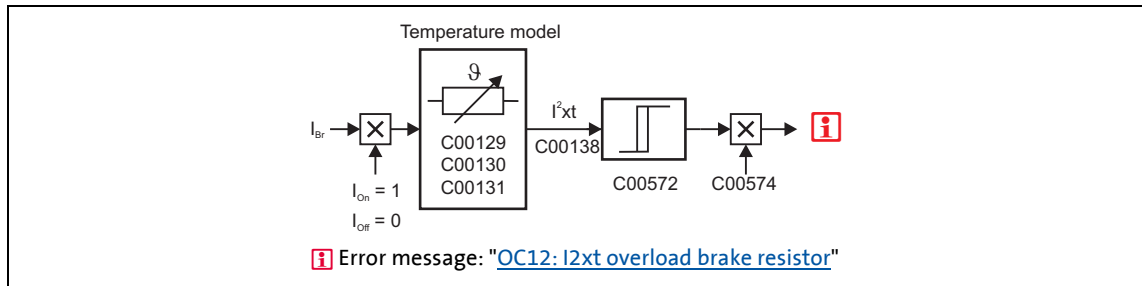 Temperature model
ϑ
I_Br
C00129
C00130
C00131
I²xt
C00138
C00572
C00574
I_On = 1
I_Off = 0
Error message: "OC12: I2xt overload brake resistor"